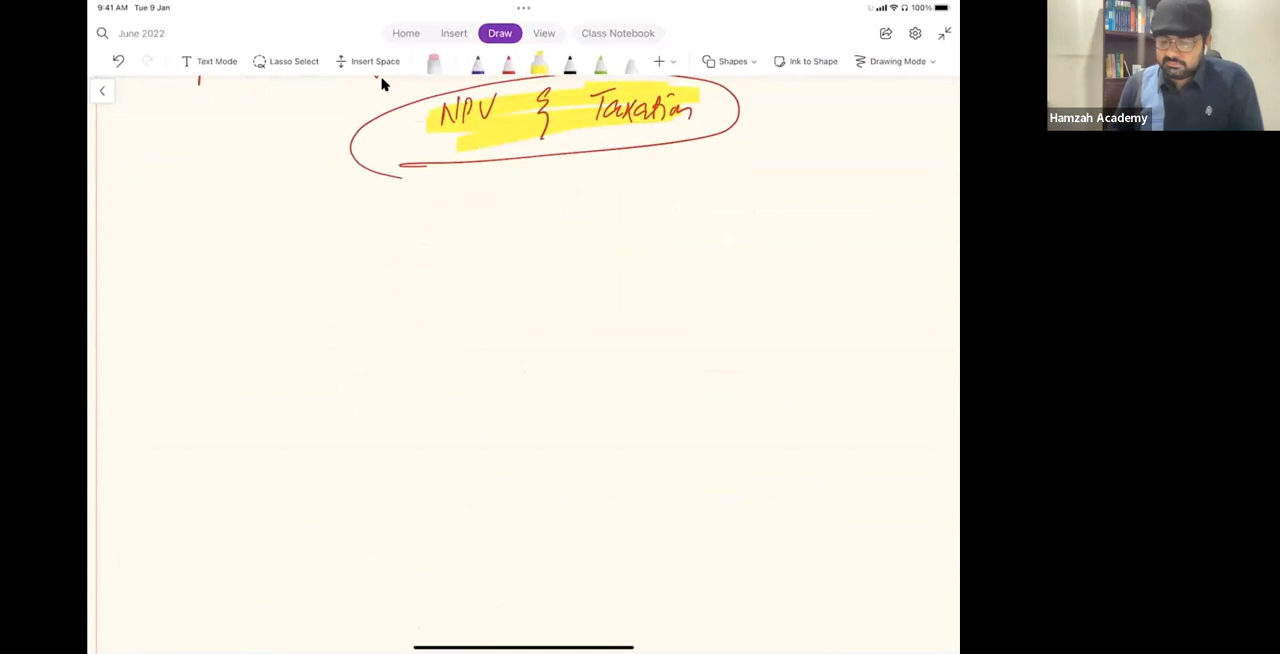 9:41 AM Tue 9 Jan
100%
June 2022
Home Insert Draw View Class Notebook
Text Mode Lasso Select Insert Space Shapes Ink to Shape Drawing Mode
NPV & Taxation
Hamzah Academy